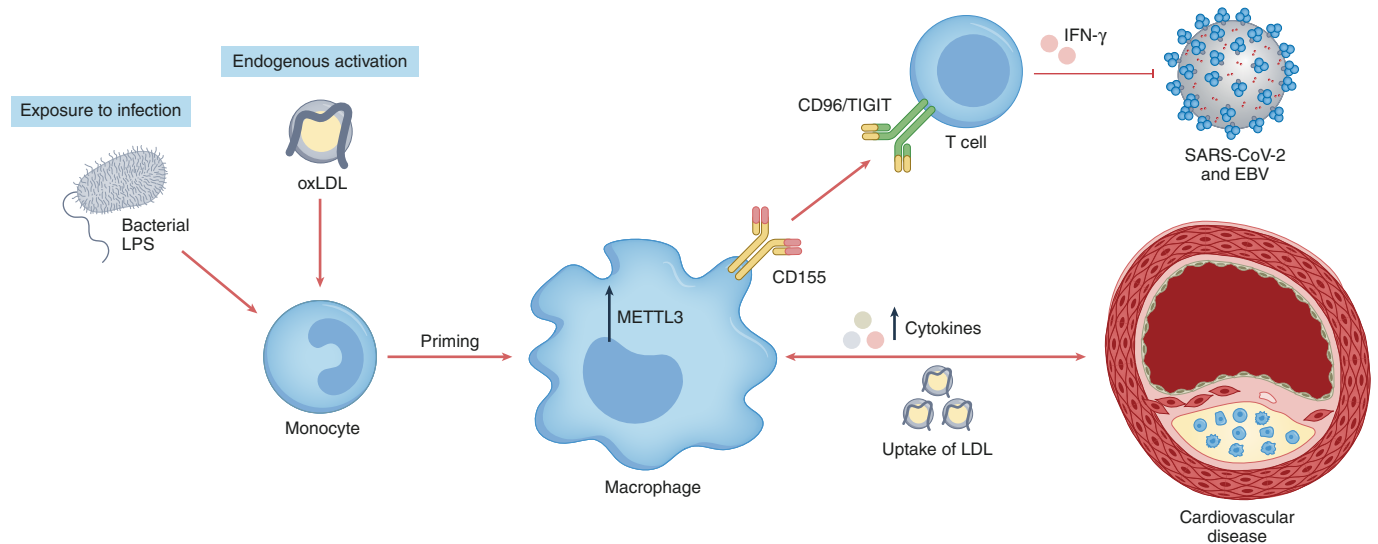 Exposure to infection
Bacterial
LPS
Endogenous activation
oxLDL
Monocyte
Priming
METTL3
Macrophage
CD155
CD96/TIGIT
T cell
IFN-γ
SARS-CoV-2
and EBV
Cytokines
Uptake of LDL
Cardiovascular
disease